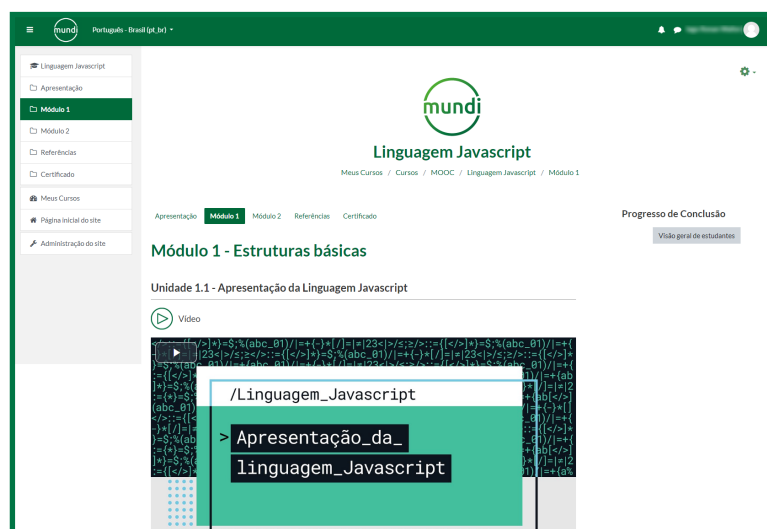 mundi
Português - Brasil (pt_br)
Linguagem Javascript
Apresentação
Módulo 1
Módulo 2
Referências
Certificado
Meus Cursos
Página inicial do site
Administração do site
mundi
Linguagem Javascript
Meus Cursos / Cursos / MOOC / Linguagem Javascript / Módulo 1
Apresentação Módulo 1 Módulo 2 Referências Certificado
Progresso de Conclusão
Visão geral de estudantes
Módulo 1 - Estruturas básicas
Unidade 1.1 - Apresentação da Linguagem Javascript
Vídeo
/Linguagem_Javascript
> Apresentação_da_
linguagem_Javascript